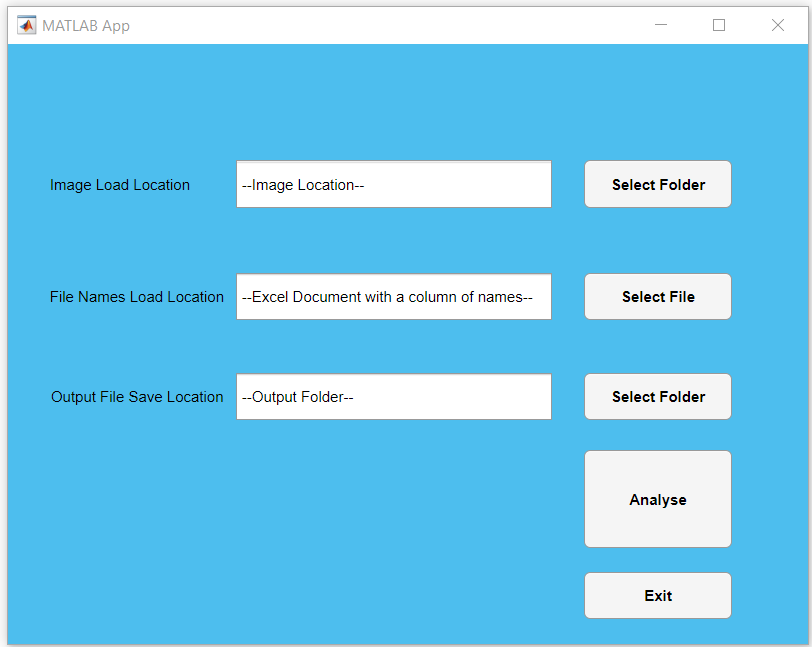 MATLAB App
Image Load Location --Image Location-- Select Folder
File Names Load Location --Excel Document with a column of names-- Select File
Output File Save Location --Output Folder-- Select Folder
Analyse
Exit